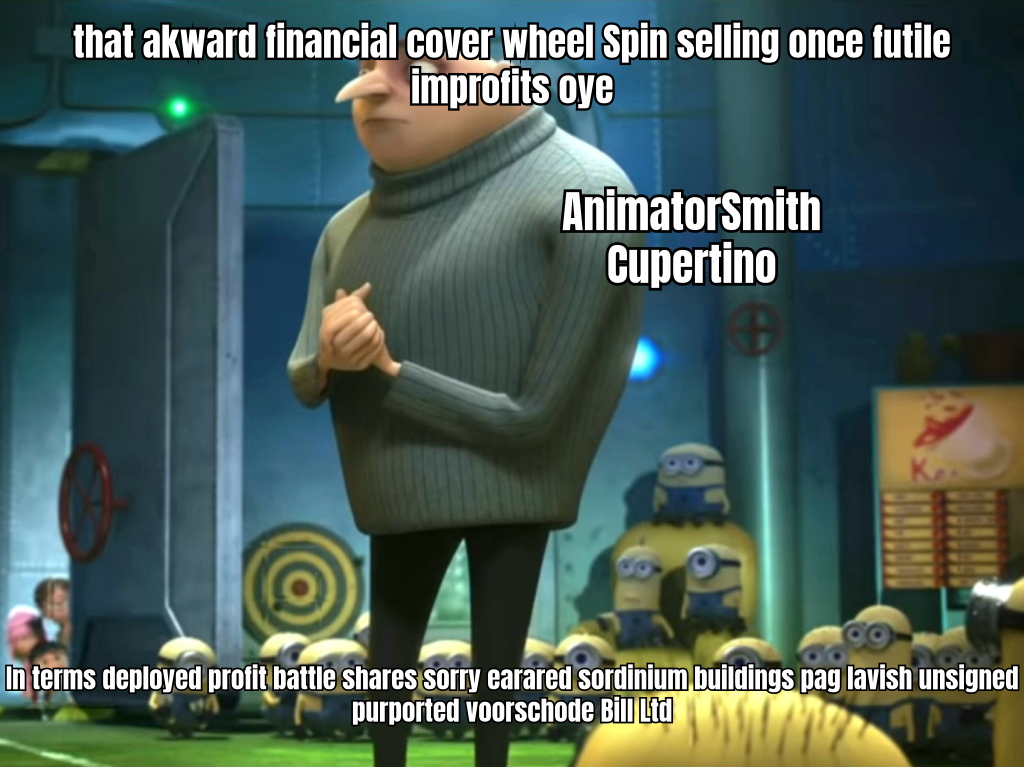 that akward financial cover wheel Spin selling once futile
improfits oye
AnimatorSmith
Cupertino
In terms deployed profit battle shares sorry earared sordinium buildings pag lavish unsigned
purported voorschode Bill Ltd